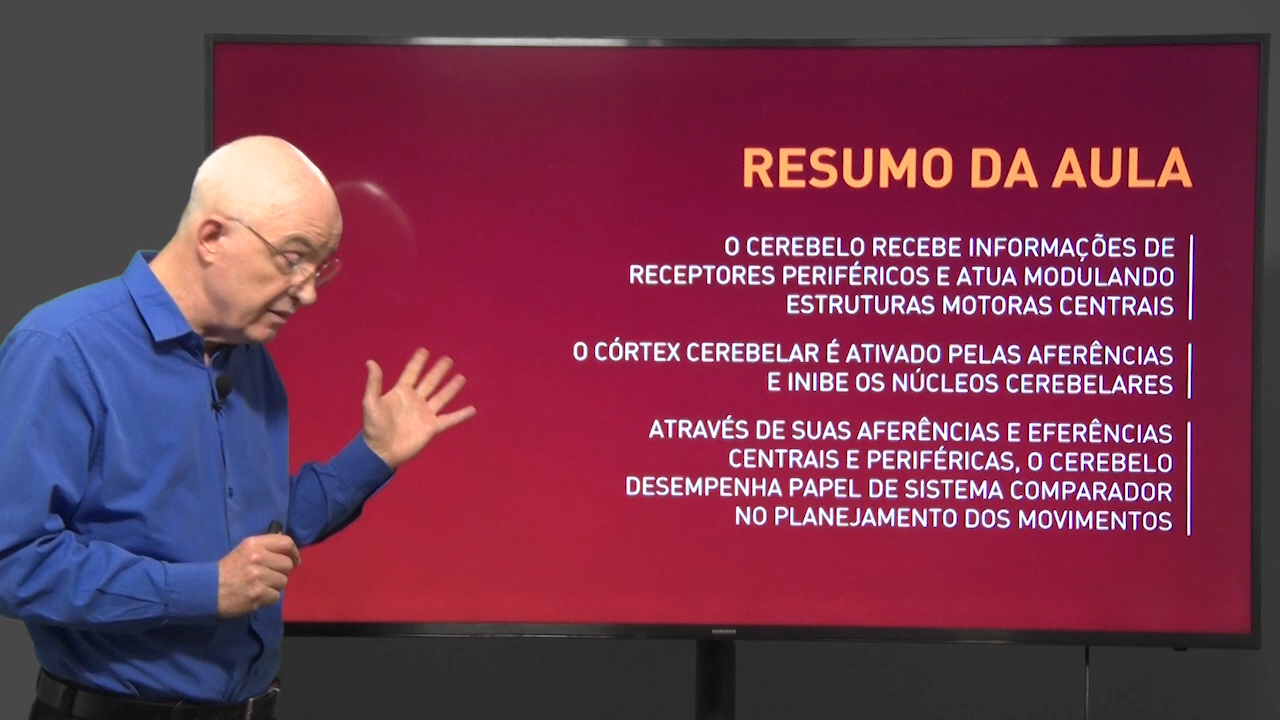 RESUMO DA AULA
O CEREBELO RECEBE INFORMAÇÕES DE
RECEPTORES PERIFÉRICOS E ATUA MODULANDO
ESTRUTURAS MOTORAS CENTRAIS
O CÓRTEX CEREBELAR É ATIVADO PELAS AFERÊNCIAS
E INIBE OS NÚCLEOS CEREBELARES
ATRAVÉS DE SUAS AFERÊNCIAS E EFERÊNCIAS
CENTRAIS E PERIFÉRICAS, O CEREBELO
DESEMPENHA PAPEL DE SISTEMA COMPARADOR
NO PLANEJAMENTO DOS MOVIMENTOS
SAMSUNG